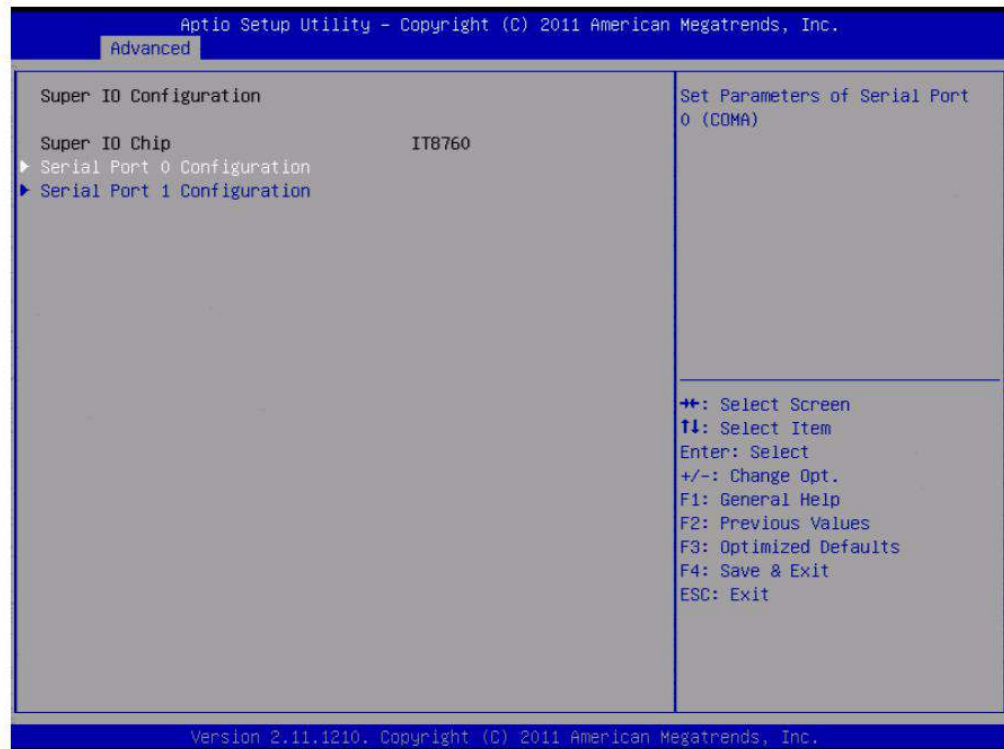 Aptio Setup Utility – Copyright (C) 2011 American Megatrends, Inc.
Advanced
Super IO Configuration
Super IO Chip IT8760
Serial Port 0 Configuration
Serial Port 1 Configuration
Set Parameters of Serial Port
0 (COMA)
→←: Select Screen
↑↓: Select Item
Enter: Select
+/-: Change Opt.
F1: General Help
F2: Previous Values
F3: Optimized Defaults
F4: Save & Exit
ESC: Exit
Version 2.11.1210. Copyright (C) 2011 American Megatrends, Inc.